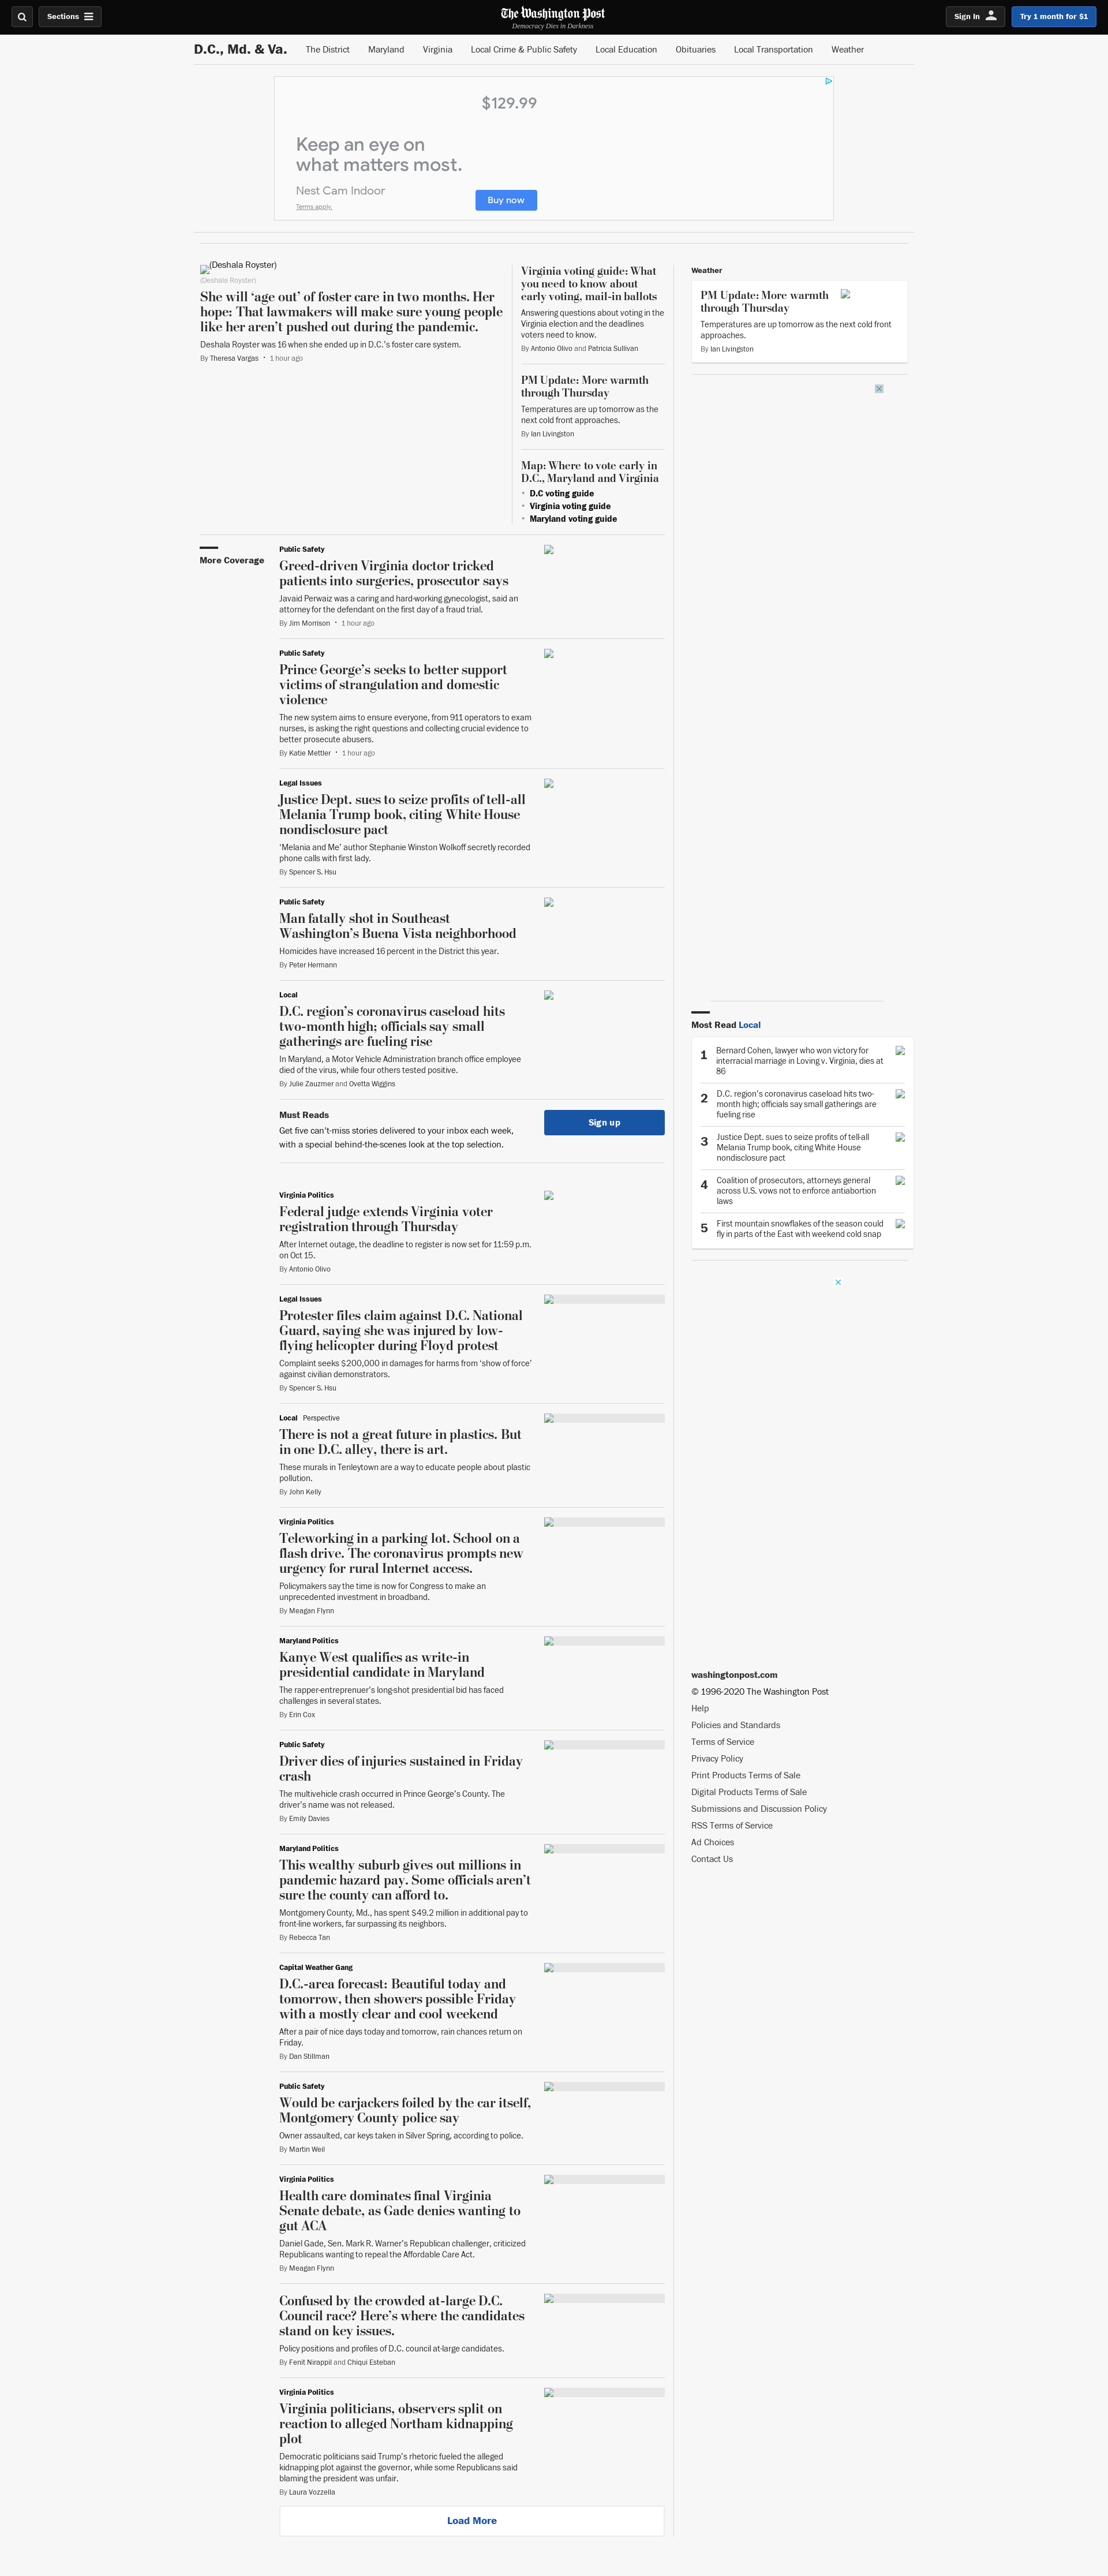 Sections
The Washington Post
Democracy Dies in Darkness
Sign In
Try 1 month for $1
D.C., Md. & Va.
The District
Maryland
Virginia
Local Crime & Public Safety
Local Education
Obituaries
Local Transportation
Weather
$129.99
Keep an eye on
what matters most.
Nest Cam Indoor
Terms apply.
Buy now
(Deshala Royster)
(Deshala Royster)
She will ‘age out’ of foster care in two months. Her
hope: That lawmakers will make sure young people
like her aren’t pushed out during the pandemic.
Deshala Royster was 16 when she ended up in D.C.’s foster care system.
By Theresa Vargas • 1 hour ago
Virginia voting guide: What
you need to know about
early voting, mail-in ballots
Answering questions about voting in the
Virginia election and the deadlines
voters need to know.
By Antonio Olivo and Patricia Sullivan
PM Update: More warmth
through Thursday
Temperatures are up tomorrow as the
next cold front approaches.
By Ian Livingston
Map: Where to vote early in
D.C., Maryland and Virginia
• D.C voting guide
• Virginia voting guide
• Maryland voting guide
Weather
PM Update: More warmth
through Thursday
Temperatures are up tomorrow as the next cold front
approaches.
By Ian Livingston
More Coverage
Public Safety
Greed-driven Virginia doctor tricked
patients into surgeries, prosecutor says
Javaid Perwaiz was a caring and hard-working gynecologist, said an
attorney for the defendant on the first day of a fraud trial.
By Jim Morrison • 1 hour ago
Public Safety
Prince George’s seeks to better support
victims of strangulation and domestic
violence
The new system aims to ensure everyone, from 911 operators to exam
nurses, is asking the right questions and collecting crucial evidence to
better prosecute abusers.
By Katie Mettler • 1 hour ago
Legal Issues
Justice Dept. sues to seize profits of tell-all
Melania Trump book, citing White House
nondisclosure pact
‘Melania and Me’ author Stephanie Winston Wolkoff secretly recorded
phone calls with first lady.
By Spencer S. Hsu
Public Safety
Man fatally shot in Southeast
Washington’s Buena Vista neighborhood
Homicides have increased 16 percent in the District this year.
By Peter Hermann
Local
D.C. region’s coronavirus caseload hits
two-month high; officials say small
gatherings are fueling rise
In Maryland, a Motor Vehicle Administration branch office employee
died of the virus, while four others tested positive.
By Julie Zauzmer and Ovetta Wiggins
Must Reads
Get five can't-miss stories delivered to your inbox each week,
with a special behind-the-scenes look at the top selection.
Sign up
Virginia Politics
Federal judge extends Virginia voter
registration through Thursday
After Internet outage, the deadline to register is now set for 11:59 p.m.
on Oct 15.
By Antonio Olivo
Legal Issues
Protester files claim against D.C. National
Guard, saying she was injured by low-
flying helicopter during Floyd protest
Complaint seeks $200,000 in damages for harms from ‘show of force’
against civilian demonstrators.
By Spencer S. Hsu
Local Perspective
There is not a great future in plastics. But
in one D.C. alley, there is art.
These murals in Tenleytown are a way to educate people about plastic
pollution.
By John Kelly
Virginia Politics
Teleworking in a parking lot. School on a
flash drive. The coronavirus prompts new
urgency for rural Internet access.
Policymakers say the time is now for Congress to make an
unprecedented investment in broadband.
By Meagan Flynn
Maryland Politics
Kanye West qualifies as write-in
presidential candidate in Maryland
The rapper-entreprenuer’s long-shot presidential bid has faced
challenges in several states.
By Erin Cox
Public Safety
Driver dies of injuries sustained in Friday
crash
The multivehicle crash occurred in Prince George’s County. The
driver’s name was not released.
By Emily Davies
Maryland Politics
This wealthy suburb gives out millions in
pandemic hazard pay. Some officials aren’t
sure the county can afford to.
Montgomery County, Md., has spent $49.2 million in additional pay to
front-line workers, far surpassing its neighbors.
By Rebecca Tan
Capital Weather Gang
D.C.-area forecast: Beautiful today and
tomorrow, then showers possible Friday
with a mostly clear and cool weekend
After a pair of nice days today and tomorrow, rain chances return on
Friday.
By Dan Stillman
Public Safety
Would be carjackers foiled by the car itself,
Montgomery County police say
Owner assaulted, car keys taken in Silver Spring, according to police.
By Martin Weil
Virginia Politics
Health care dominates final Virginia
Senate debate, as Gade denies wanting to
gut ACA
Daniel Gade, Sen. Mark R. Warner’s Republican challenger, criticized
Republicans wanting to repeal the Affordable Care Act.
By Meagan Flynn
Confused by the crowded at-large D.C.
Council race? Here’s where the candidates
stand on key issues.
Policy positions and profiles of D.C. council at-large candidates.
By Fenit Nirappil and Chiqui Esteban
Virginia Politics
Virginia politicians, observers split on
reaction to alleged Northam kidnapping
plot
Democratic politicians said Trump’s rhetoric fueled the alleged
kidnapping plot against the governor, while some Republicans said
blaming the president was unfair.
By Laura Vozzella
Load More
Most Read Local
1 Bernard Cohen, lawyer who won victory for
interracial marriage in Loving v. Virginia, dies at
86
2 D.C. region’s coronavirus caseload hits two-
month high; officials say small gatherings are
fueling rise
3 Justice Dept. sues to seize profits of tell-all
Melania Trump book, citing White House
nondisclosure pact
4 Coalition of prosecutors, attorneys general
across U.S. vows not to enforce antiabortion
laws
5 First mountain snowflakes of the season could
fly in parts of the East with weekend cold snap
washingtonpost.com
© 1996-2020 The Washington Post
Help
Policies and Standards
Terms of Service
Privacy Policy
Print Products Terms of Sale
Digital Products Terms of Sale
Submissions and Discussion Policy
RSS Terms of Service
Ad Choices
Contact Us